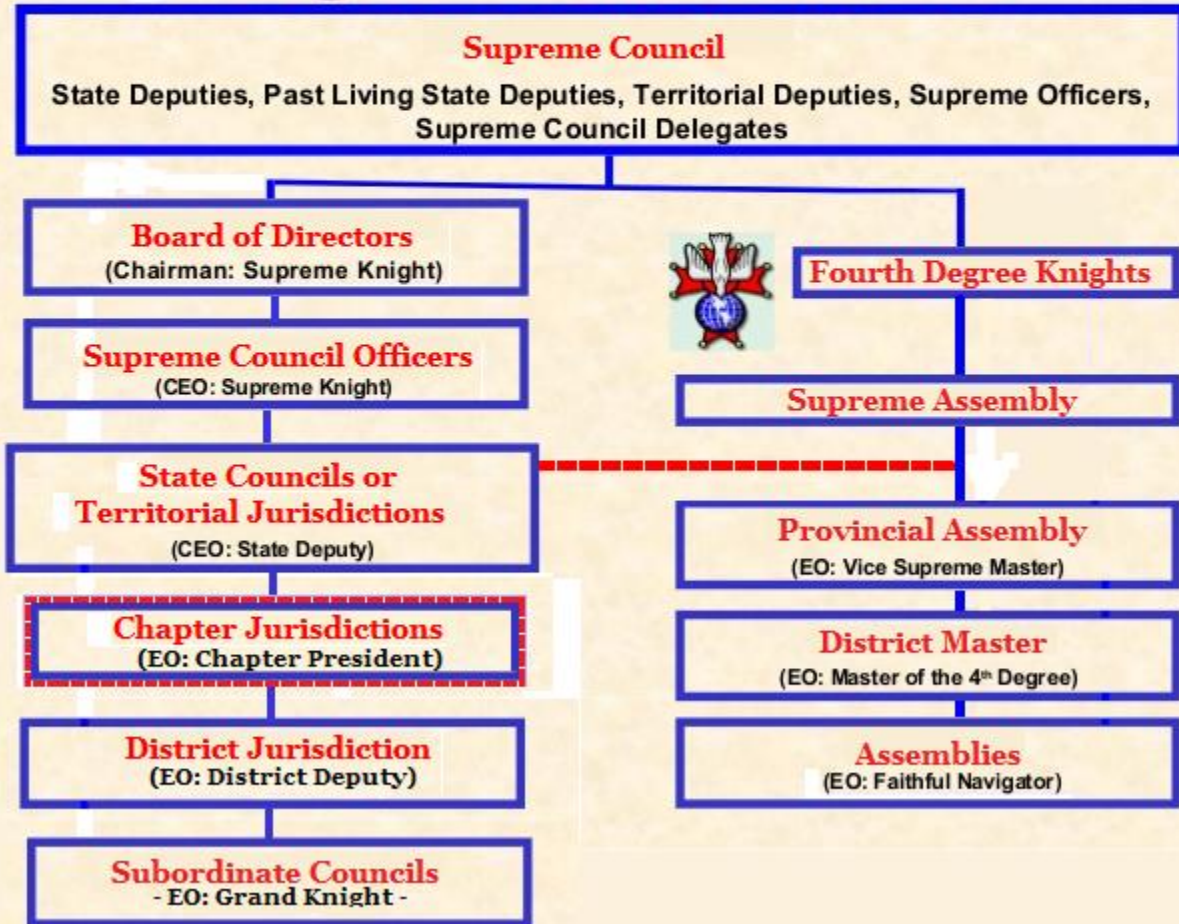 Supreme Council
State Deputies, Past Living State Deputies, Territorial Deputies, Supreme Officers,
Supreme Council Delegates
Board of Directors
(Chairman: Supreme Knight)
Supreme Council Officers
(CEO: Supreme Knight)
State Councils or
Territorial Jurisdictions
(CEO: State Deputy)
Chapter Jurisdictions
(EO: Chapter President)
District Jurisdiction
(EO: District Deputy)
Subordinate Councils
- EO: Grand Knight -
Fourth Degree Knights
Supreme Assembly
Provincial Assembly
(EO: Vice Supreme Master)
District Master
(EO: Master of the 4th Degree)
Assemblies
(EO: Faithful Navigator)